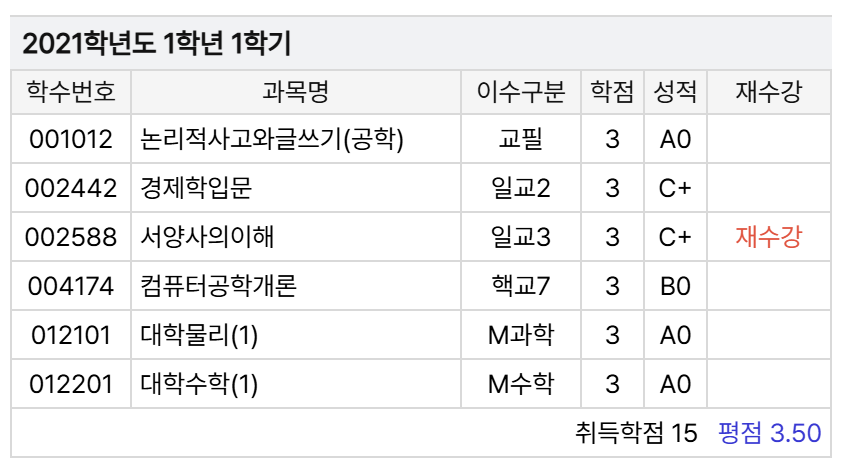 2021학년도 1학년 1학기
학수번호 과목명 이수구분 학점 성적 재수강
001012 논리적사고와글쓰기(공학) 교필 3 A0
002442 경제학입문 일교2 3 C+
002588 서양사의이해 일교3 3 C+ 재수강
004174 컴퓨터공학개론 핵교7 3 B0
012101 대학물리(1) M과학 3 A0
012201 대학수학(1) M수학 3 A0
취득학점 15 평점 3.50